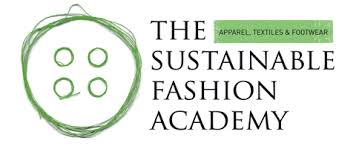 THE
APPAREL, TEXTILES & FOOTWEAR
SUSTAINABLE
FASHION
ACADEMY